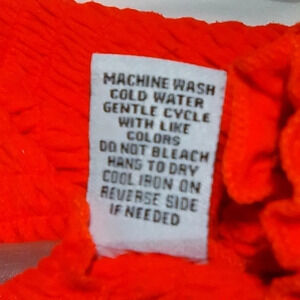 MACHINE WASH
COLD WATER
GENTLE CYCLE
WITH LIKE
COLORS
DO NOT BLEACH
HANG TO DRY
COOL IRON ON
REVERSE SIDE
IF NEEDED